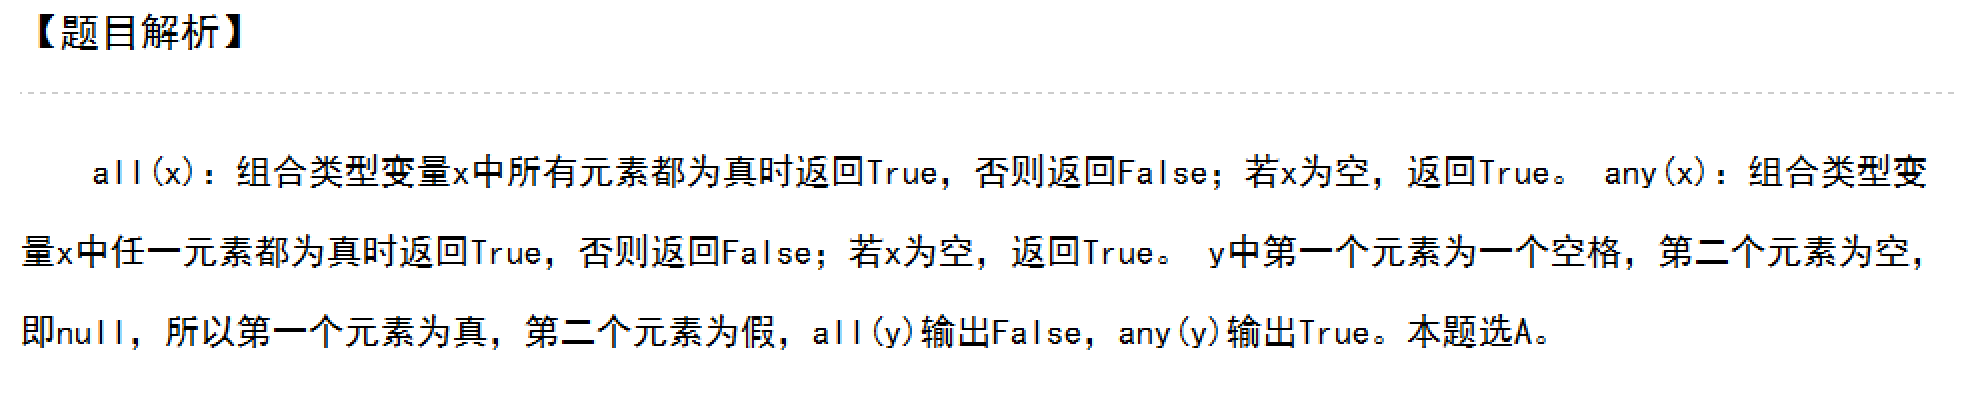 【题目解析】
all(x)：组合类型变量x中所有元素都为真时返回True，否则返回False；若x为空，返回True。 any(x)：组合类型变
量x中任一元素都为真时返回True，否则返回False；若x为空，返回True。 y中第一个元素为一个空格，第二个元素为空，
即null，所以第一个元素为真，第二个元素为假，all(y)输出False，any(y)输出True。本题选A。